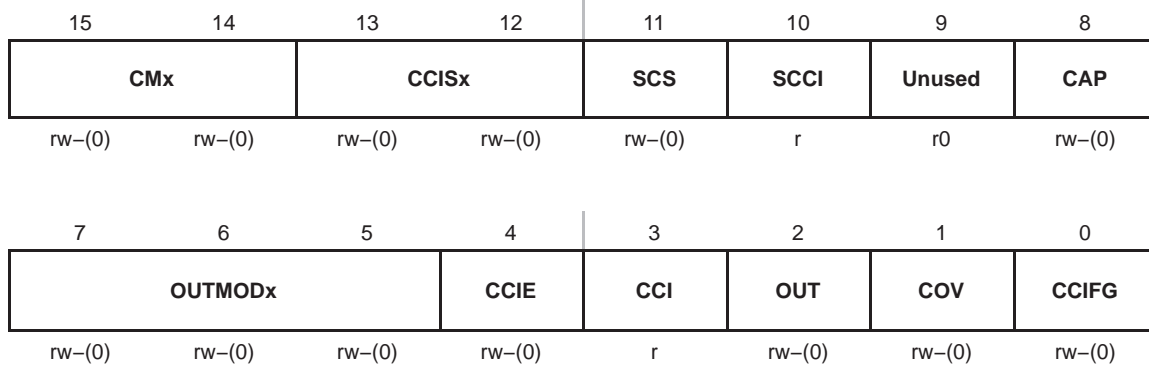 15 14 13 12 11 10 9 8
CMx CCISx SCS SCCI Unused CAP
rw−(0) rw−(0) rw−(0) rw−(0) rw−(0) r r0 rw−(0)
7 6 5 4 3 2 1 0
OUTMODx CCIE CCI OUT COV CCIFG
rw−(0) rw−(0) rw−(0) rw−(0) r rw−(0) rw−(0) rw−(0)